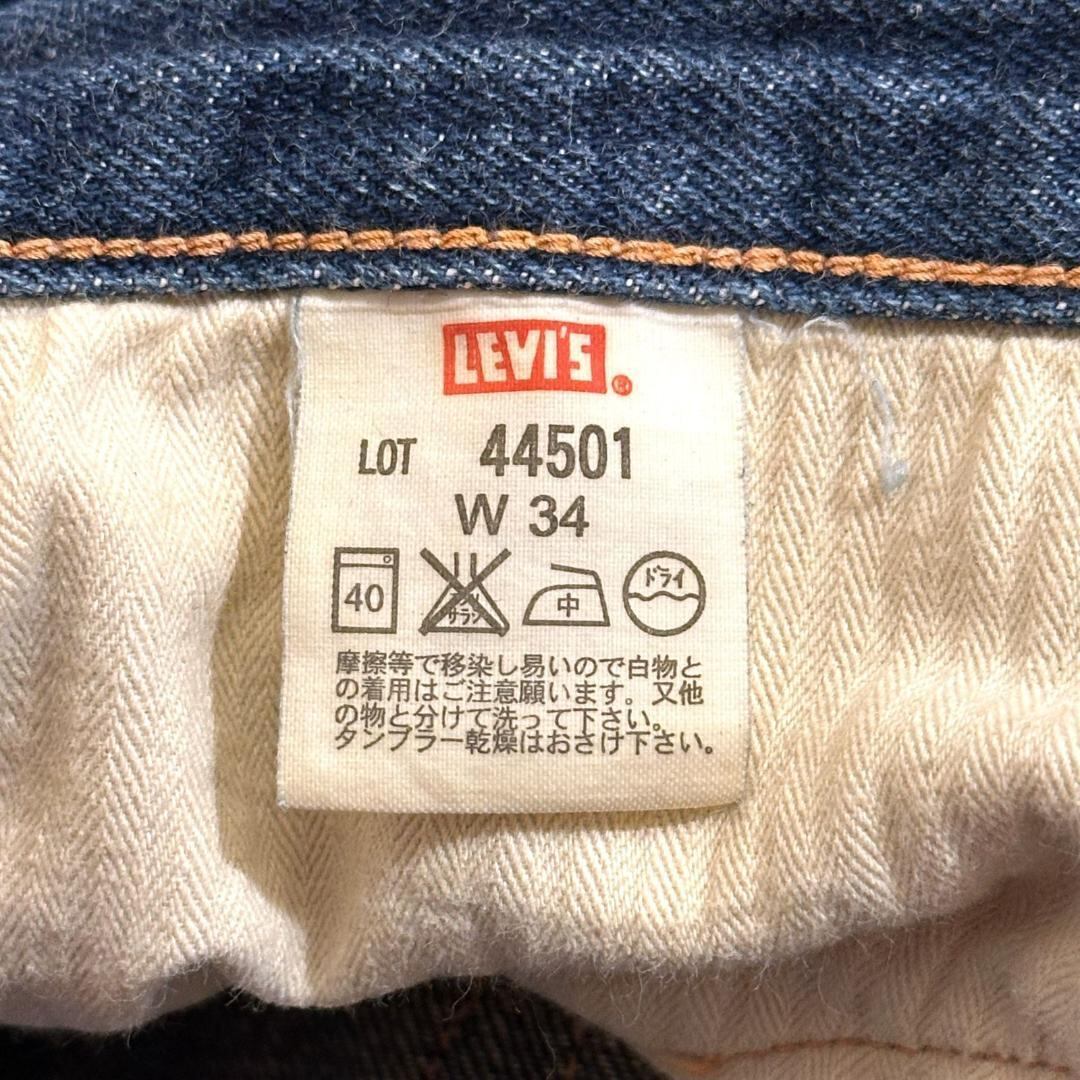 LEVI'S ®
LOT 44501
W 34
40 サラシ 中 ドライ
摩擦等で移染し易いので白物と
の着用はご注意願います。又他
の物と分けて洗って下さい。
タンブラー乾燥はおさけ下さい。